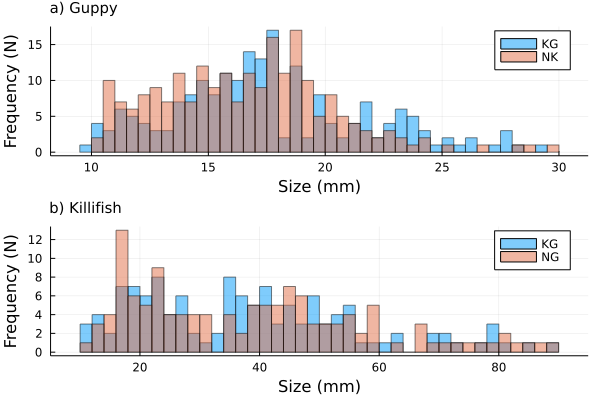 a) Guppy
Frequency (N)
15
10
5
0
KG
NK
10 15 20 25 30
Size (mm)
b) Killifish
Frequency (N)
12
10
8
6
4
2
0
KG
NG
20 40 60 80
Size (mm)